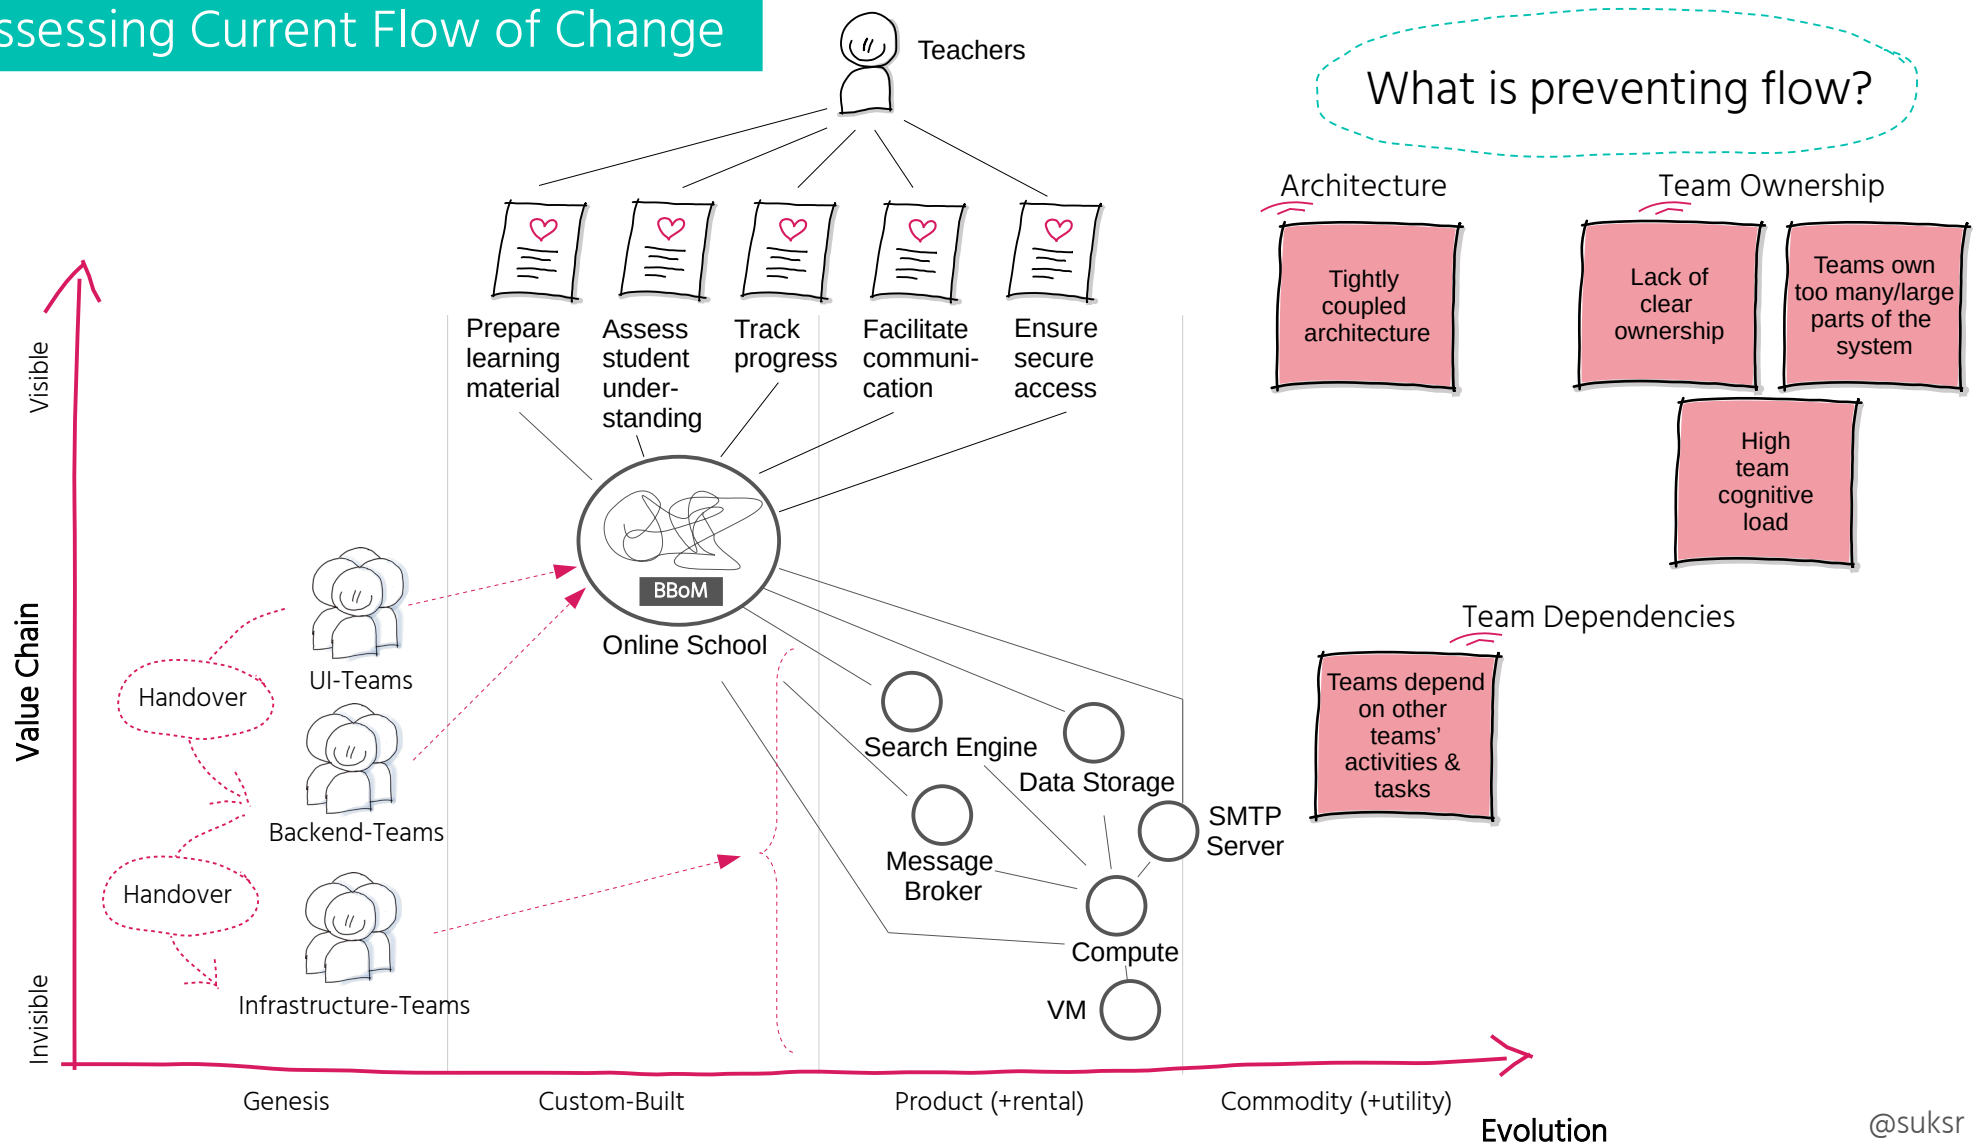 ssessing Current Flow of Change
Teachers
What is preventing flow?
Architecture
Team Ownership
Tightly
coupled
architecture
Lack of
clear
ownership
Teams own
too many/large
parts of the
system
High
team
cognitive
load
Team Dependencies
Teams depend
on other
teams'
activities &
tasks
Prepare
learning
material
Assess
student
under-
standing
Track
progress
Facilitate
communi-
cation
Ensure
secure
access
BBoM
Online School
Visible
Value Chain
Invisible
UI-Teams
Handover
Backend-Teams
Handover
Infrastructure-Teams
Search Engine
Data Storage
SMTP
Server
Message
Broker
Compute
VM
Genesis
Custom-Built
Product (+rental)
Commodity (+utility)
Evolution
@suksr